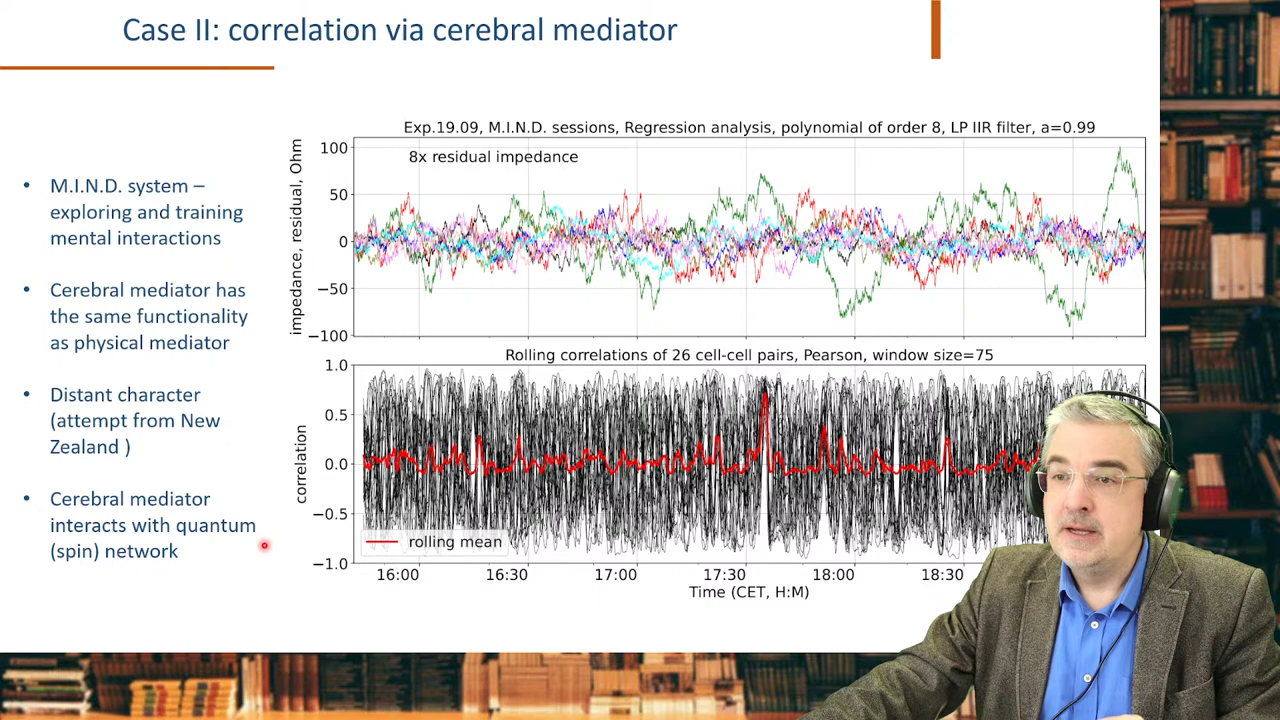 Case II: correlation via cerebral mediator
• M.I.N.D. system –
exploring and training
mental interactions
• Cerebral mediator has
the same functionality
as physical mediator
• Distant character
(attempt from New
Zealand )
• Cerebral mediator
interacts with quantum
(spin) network
Exp.19.09, M.I.N.D. sessions, Regression analysis, polynomial of order 8, LP IIR filter, a=0.99
8x residual impedance
impedance, residual, Ohm
100
50
0
−50
−100
Rolling correlations of 26 cell-cell pairs, Pearson, window size=75
correlation
1.0
0.5
0.0
−0.5
−1.0
rolling mean
16:00 16:30 17:00 17:30 18:00 18:30
Time (CET, H:M)